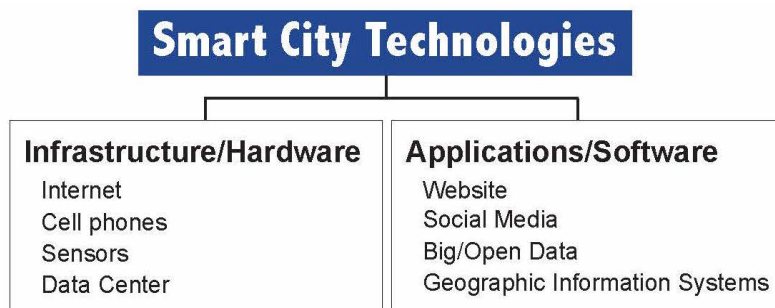 Smart City Technologies
Infrastructure/Hardware
Internet
Cell phones
Sensors
Data Center
Applications/Software
Website
Social Media
Big/Open Data
Geographic Information Systems